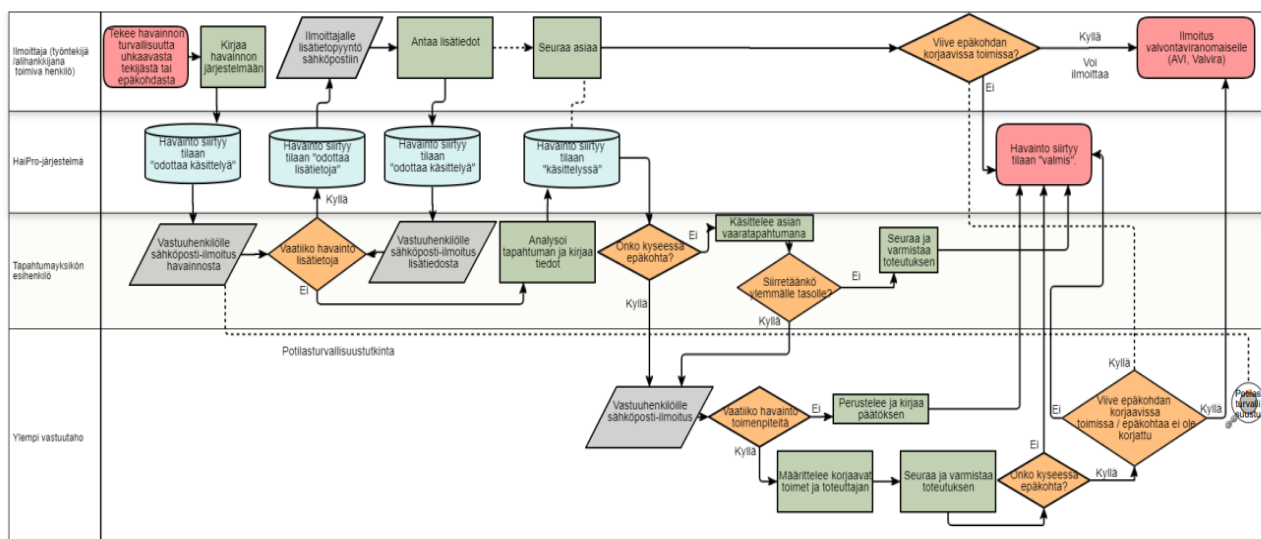 Ilmoittaja (työntekijä
/alihankkijana
toimiva henkilö)
Tekee havainnon
turvallisuutta
uhkaavasta
tekijästä tai
epäkohdasta
Kirjaa
havainnon
järjestelmään
Ilmoittajalle
lisätietopyyntö
sähköpostiin
Antaa lisätiedot
Seuraa asiaa
Viive epäkohdan
korjaavissa toimissa?
Kyllä
Voi
ilmoittaa
Ei
Ilmoitus
valvontaviranomaiselle
(AVI, Valvira)
HaiPro-järjestelmä
Havainto siirtyy
tilaan
"odottaa käsittelyä"
Havainto siirtyy
tilaan "odottaa
lisätietoja"
Havainto siirtyy
tilaan
"odottaa käsittelyä"
Havainto siirtyy
tilaan
"käsittelyssä"
Havainto siirtyy
tilaan "valmis".
Kyllä
Tapahtumayksikön
esihenkilö
Vastuuhenkilölle
sähköposti-ilmoitus
havainnosta
Vaatiiko havainto
lisätietoja
Ei
Vastuuhenkilölle
sähköposti-ilmoitus
lisätiedosta
Analysoi
tapahtuman ja kirjaa
tiedot
Onko kyseessä
epäkohta?
Ei
Kyllä
Käsittelee asian
vaaratapahtumana
Siirretäänkö
ylemmälle tasolle?
Ei
Kyllä
Seuraa ja
varmistaa
toteutuksen
Ylempi vastuutaho
Potilasturvallisuustutkinta
Vastuuhenkilöille
sähköposti-ilmoitus
Vaatiiko havainto
toimenpiteitä
Ei
Kyllä
Perustelee ja kirjaa
päätöksen
Määrittelee korjaavat
toimet ja toteuttajan
Seuraa ja varmistaa
toteutuksen
Onko kyseessä
epäkohta?
Ei
Kyllä
Viive epäkohdan
korjaavissa
toimissa / epäkohtaa ei ole
korjattu
Kyllä
Ei
Kyllä
Potilas
turvalli
suustu